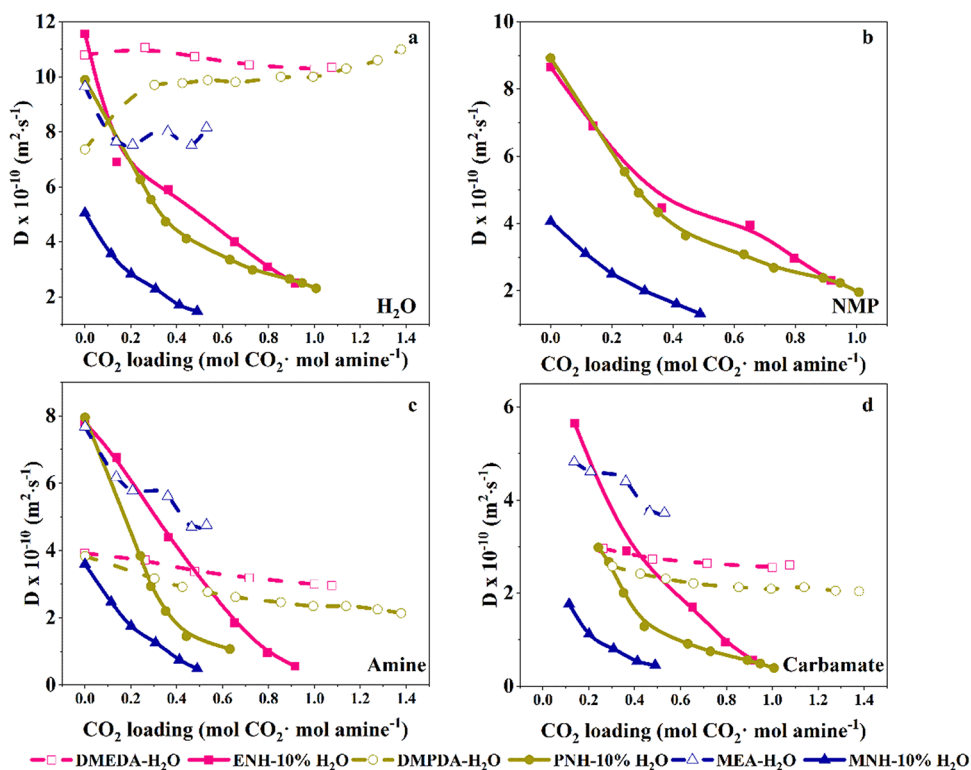 a
12
10
8
6
4
2
D x 10⁻¹⁰ (m²·s⁻¹)
H₂O
0.0 0.2 0.4 0.6 0.8 1.0 1.2 1.4
CO₂ loading (mol CO₂· mol amine⁻¹)
b
10
8
6
4
2
D x 10⁻¹⁰ (m²·s⁻¹)
NMP
0.0 0.2 0.4 0.6 0.8 1.0
CO₂ loading (mol CO₂· mol amine⁻¹)
c
8
6
4
2
0
D x 10⁻¹⁰ (m²·s⁻¹)
Amine
0.0 0.2 0.4 0.6 0.8 1.0 1.2 1.4
CO₂ loading (mol CO₂· mol amine⁻¹)
d
6
4
2
0
D x 10⁻¹⁰ (m²·s⁻¹)
Carbamate
0.0 0.2 0.4 0.6 0.8 1.0 1.2 1.4
CO₂ loading (mol CO₂· mol amine⁻¹)
DMEDA-H₂O ENH-10% H₂O DMPDA-H₂O PNH-10% H₂O MEA-H₂O MNH-10% H₂O